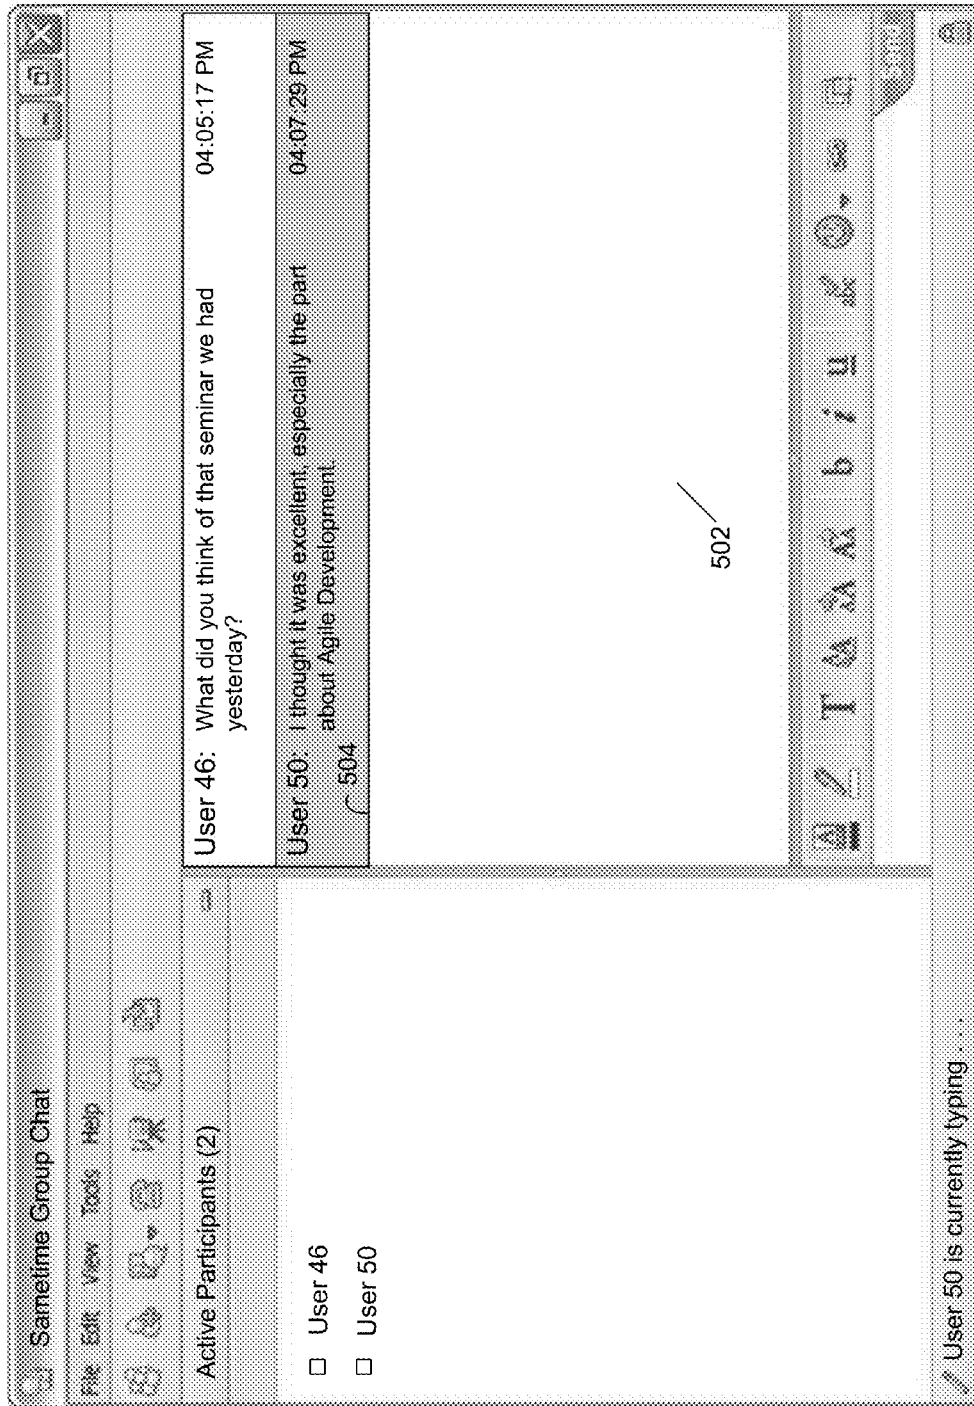 Sametime Group Chat
File Edit View Tools Help
Active Participants (2)
User 46
User 50
User 46: What did you think of that seminar we had 04:05:17 PM
yesterday?
User 50: I thought it was excellent, especially the part 04:07:29 PM
about Agile Development.
504
502
T b i u
User 50 is currently typing . . .